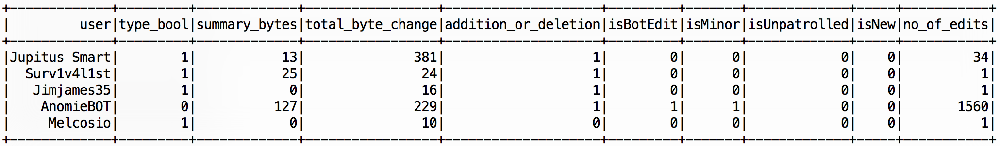 +--------------+---------+-------------+-----------------+--------------------+---------+-------+-------------+-----+-----------+
|          user|type_bool|summary_bytes|total_byte_change|addition_or_deletion|isBotEdit|isMinor|isUnpatrolled|isNew|no_of_edits|
+--------------+---------+-------------+-----------------+--------------------+---------+-------+-------------+-----+-----------+
|Jupitus Smart|        1|           13|              381|                   1|        0|      0|            0|    0|         34|
|  Surv1v4l1st|        1|           25|               24|                   1|        0|      0|            0|    0|          1|
|   Jimjames35|        1|            0|               16|                   1|        0|      0|            0|    0|          1|
|    AnomieBOT|        0|          127|              229|                   1|        1|      1|            0|    0|       1560|
|     Melcosio|        1|            0|               10|                   0|        0|      0|            0|    0|          1|
+--------------+---------+-------------+-----------------+--------------------+---------+-------+-------------+-----+-----------+